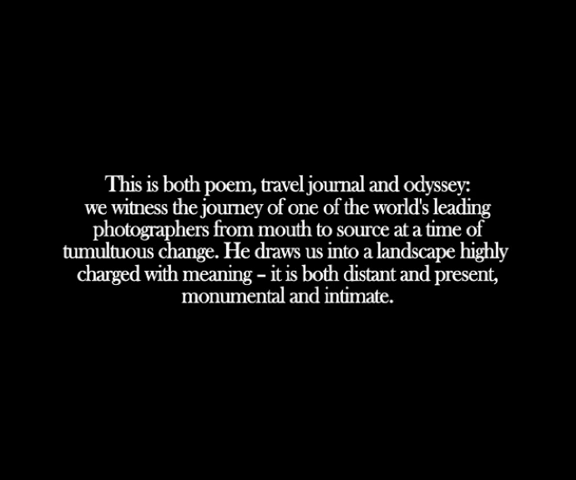 This is both poem, travel journal and odyssey:
we witness the journey of one of the world's leading
photographers from mouth to source at a time of
tumultuous change. He draws us into a landscape highly
charged with meaning – it is both distant and present,
monumental and intimate.